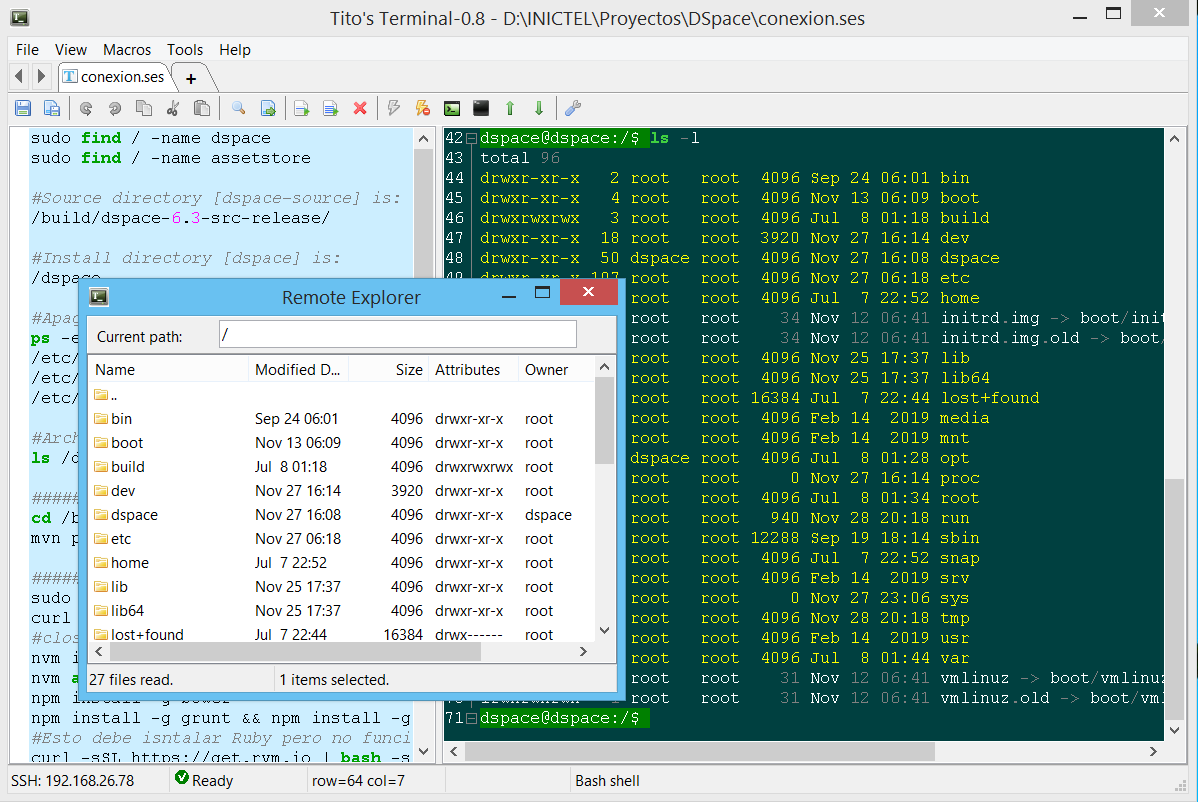 Tito's Terminal-0.8 - D:\INICTEL\Proyectos\DSpace\conexion.ses
File View Macros Tools Help
conexion.ses
sudo find / -name dspace
sudo find / -name assetstore
#Source directory [dspace-source] is:
/build/dspace-6.3-src-release/
#Install directory [dspace] is:
/dspace
#Apag
ps -e
/etc/
/etc/
/etc/
#Arch
ls /d
#####
cd /b
mvn p
#####
sudo
curl
#clos
nvm i
nvm a
npm install -g bower
npm install -g grunt && npm install -g
#Esto debe isntalar Ruby pero no funci
curl -sSL https://get.rvm.io | bash -s
42 dspace@dspace:/$ ls -l
43 total 96
44 drwxr-xr-x 2 root root 4096 Sep 24 06:01 bin
45 drwxr-xr-x 4 root root 4096 Nov 13 06:09 boot
46 drwxrwxrwx 3 root root 4096 Jul 8 01:18 build
47 drwxr-xr-x 18 root root 3920 Nov 27 16:14 dev
48 drwxr-xr-x 50 dspace root 4096 Nov 27 16:08 dspace
49 drwxr-xr-x 107 root root 4096 Nov 27 06:18 etc
root root 4096 Jul 7 22:52 home
root root 34 Nov 12 06:41 initrd.img -> boot/init
root root 34 Nov 12 06:41 initrd.img.old -> boot/
root root 4096 Nov 25 17:37 lib
root root 4096 Nov 25 17:37 lib64
root root 16384 Jul 7 22:44 lost+found
root root 4096 Feb 14 2019 media
root root 4096 Feb 14 2019 mnt
dspace root 4096 Jul 8 01:28 opt
root root 0 Nov 27 16:14 proc
root root 4096 Jul 8 01:34 root
root root 940 Nov 28 20:18 run
root root 12288 Sep 19 18:14 sbin
root root 4096 Jul 7 22:52 snap
root root 4096 Feb 14 2019 srv
root root 0 Nov 27 23:06 sys
root root 4096 Nov 28 20:18 tmp
root root 4096 Feb 14 2019 usr
root root 4096 Jul 8 01:44 var
root root 31 Nov 12 06:41 vmlinuz -> boot/vmlinuz
root root 31 Nov 12 06:41 vmlinuz.old -> boot/vml
71 dspace@dspace:/$
Remote Explorer
Current path: /
Name Modified D... Size Attributes Owner
..
bin Sep 24 06:01 4096 drwxr-xr-x root
boot Nov 13 06:09 4096 drwxr-xr-x root
build Jul 8 01:18 4096 drwxrwxrwx root
dev Nov 27 16:14 3920 drwxr-xr-x root
dspace Nov 27 16:08 4096 drwxr-xr-x dspace
etc Nov 27 06:18 4096 drwxr-xr-x root
home Jul 7 22:52 4096 drwxr-xr-x root
lib Nov 25 17:37 4096 drwxr-xr-x root
lib64 Nov 25 17:37 4096 drwxr-xr-x root
lost+found Jul 7 22:44 16384 drwx------ root
27 files read. 1 items selected.
SSH: 192.168.26.78 Ready row=64 col=7 Bash shell